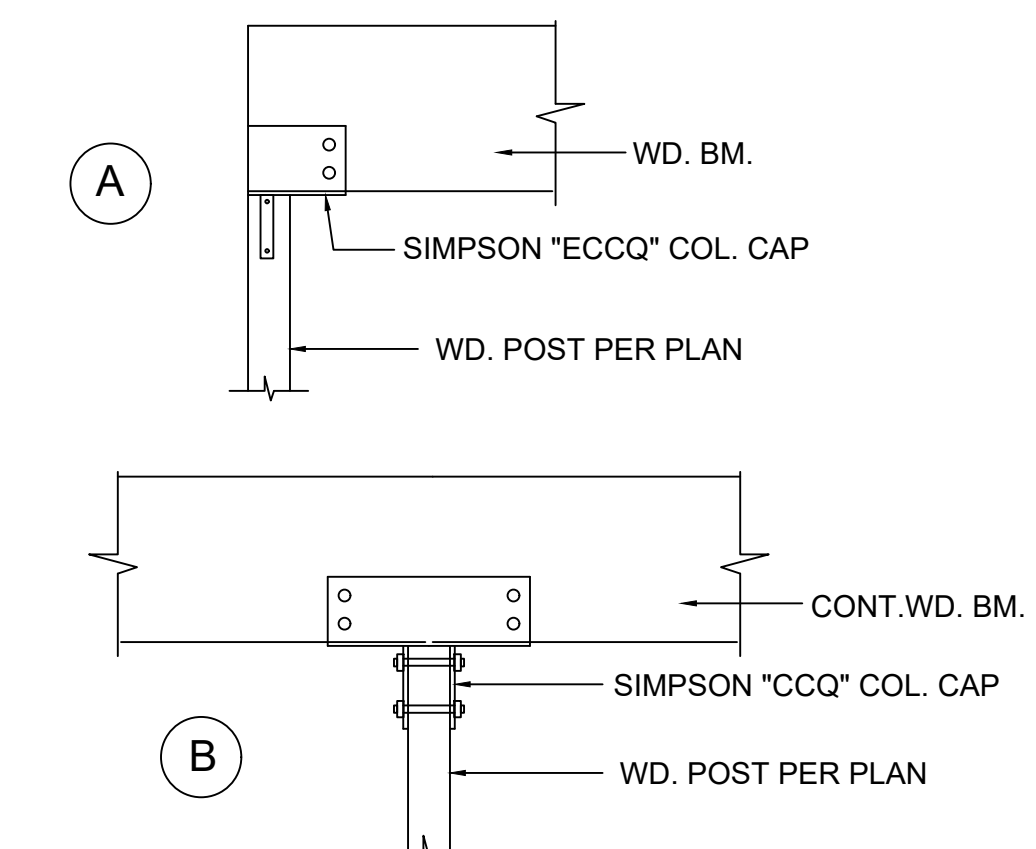 A
WD. BM.
SIMPSON "ECCQ" COL. CAP
WD. POST PER PLAN
CONT.WD. BM.
SIMPSON "CCQ" COL. CAP
B
WD. POST PER PLAN